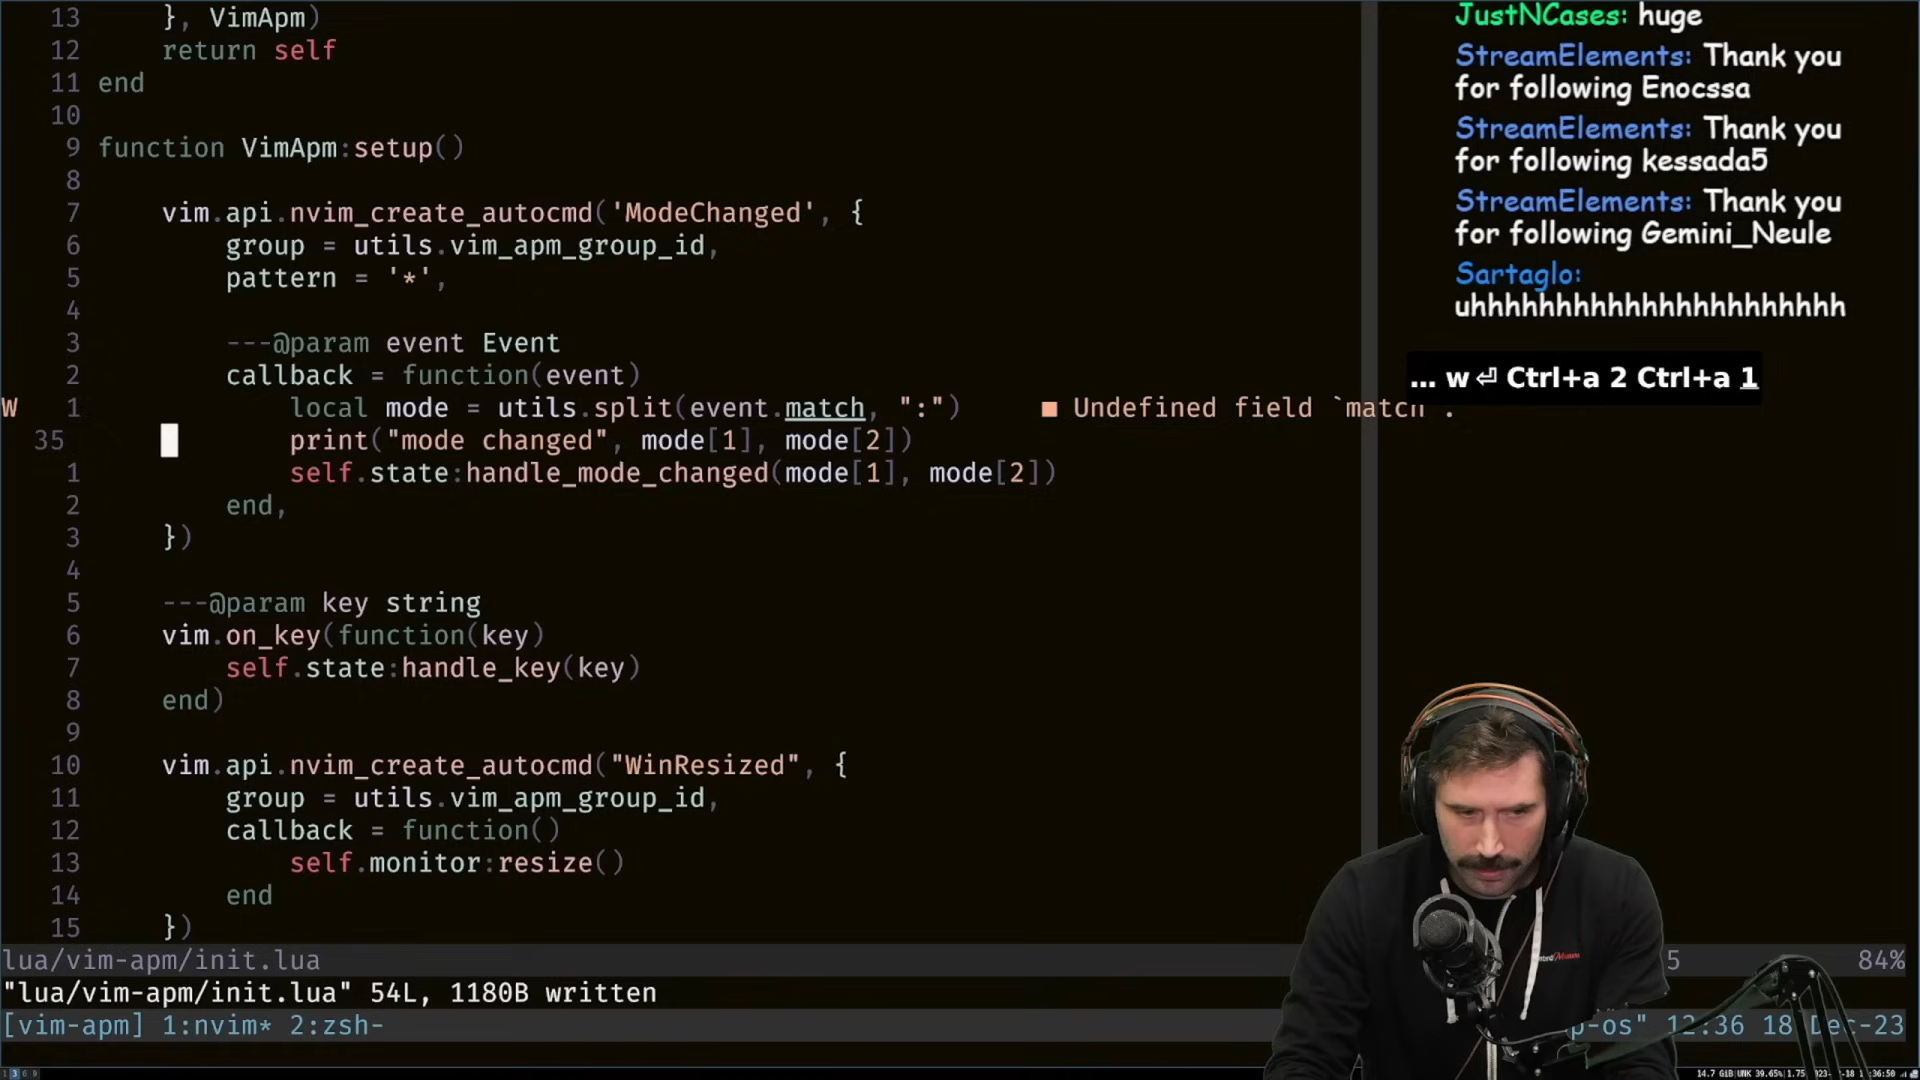 13 }, VimApm)
12 return self
11 end
10
9 function VimApm:setup()
8
7 vim.api.nvim_create_autocmd('ModeChanged', {
6 group = utils.vim_apm_group_id,
5 pattern = '*',
4
3 ---@param event Event
2 callback = function(event)
W 1 local mode = utils.split(event.match, ":") ■ Undefined field `match`.
35 print("mode changed", mode[1], mode[2])
1 self.state:handle_mode_changed(mode[1], mode[2])
2 end,
3 })
4
5 ---@param key string
6 vim.on_key(function(key)
7 self.state:handle_key(key)
8 end)
9
10 vim.api.nvim_create_autocmd("WinResized", {
11 group = utils.vim_apm_group_id,
12 callback = function()
13 self.monitor:resize()
14 end
15 })
lua/vim-apm/init.lua 5 84%
"lua/vim-apm/init.lua" 54L, 1180B written
[vim-apm] 1:nvim* 2:zsh- p-os" 12:36 18 Dec-23
JustNCases: huge
StreamElements: Thank you
for following Enocssa
StreamElements: Thank you
for following kessada5
StreamElements: Thank you
for following Gemini_Neule
Sartaglo:
uhhhhhhhhhhhhhhhhhhhhhh
... w⏎ Ctrl+a 2 Ctrl+a 1